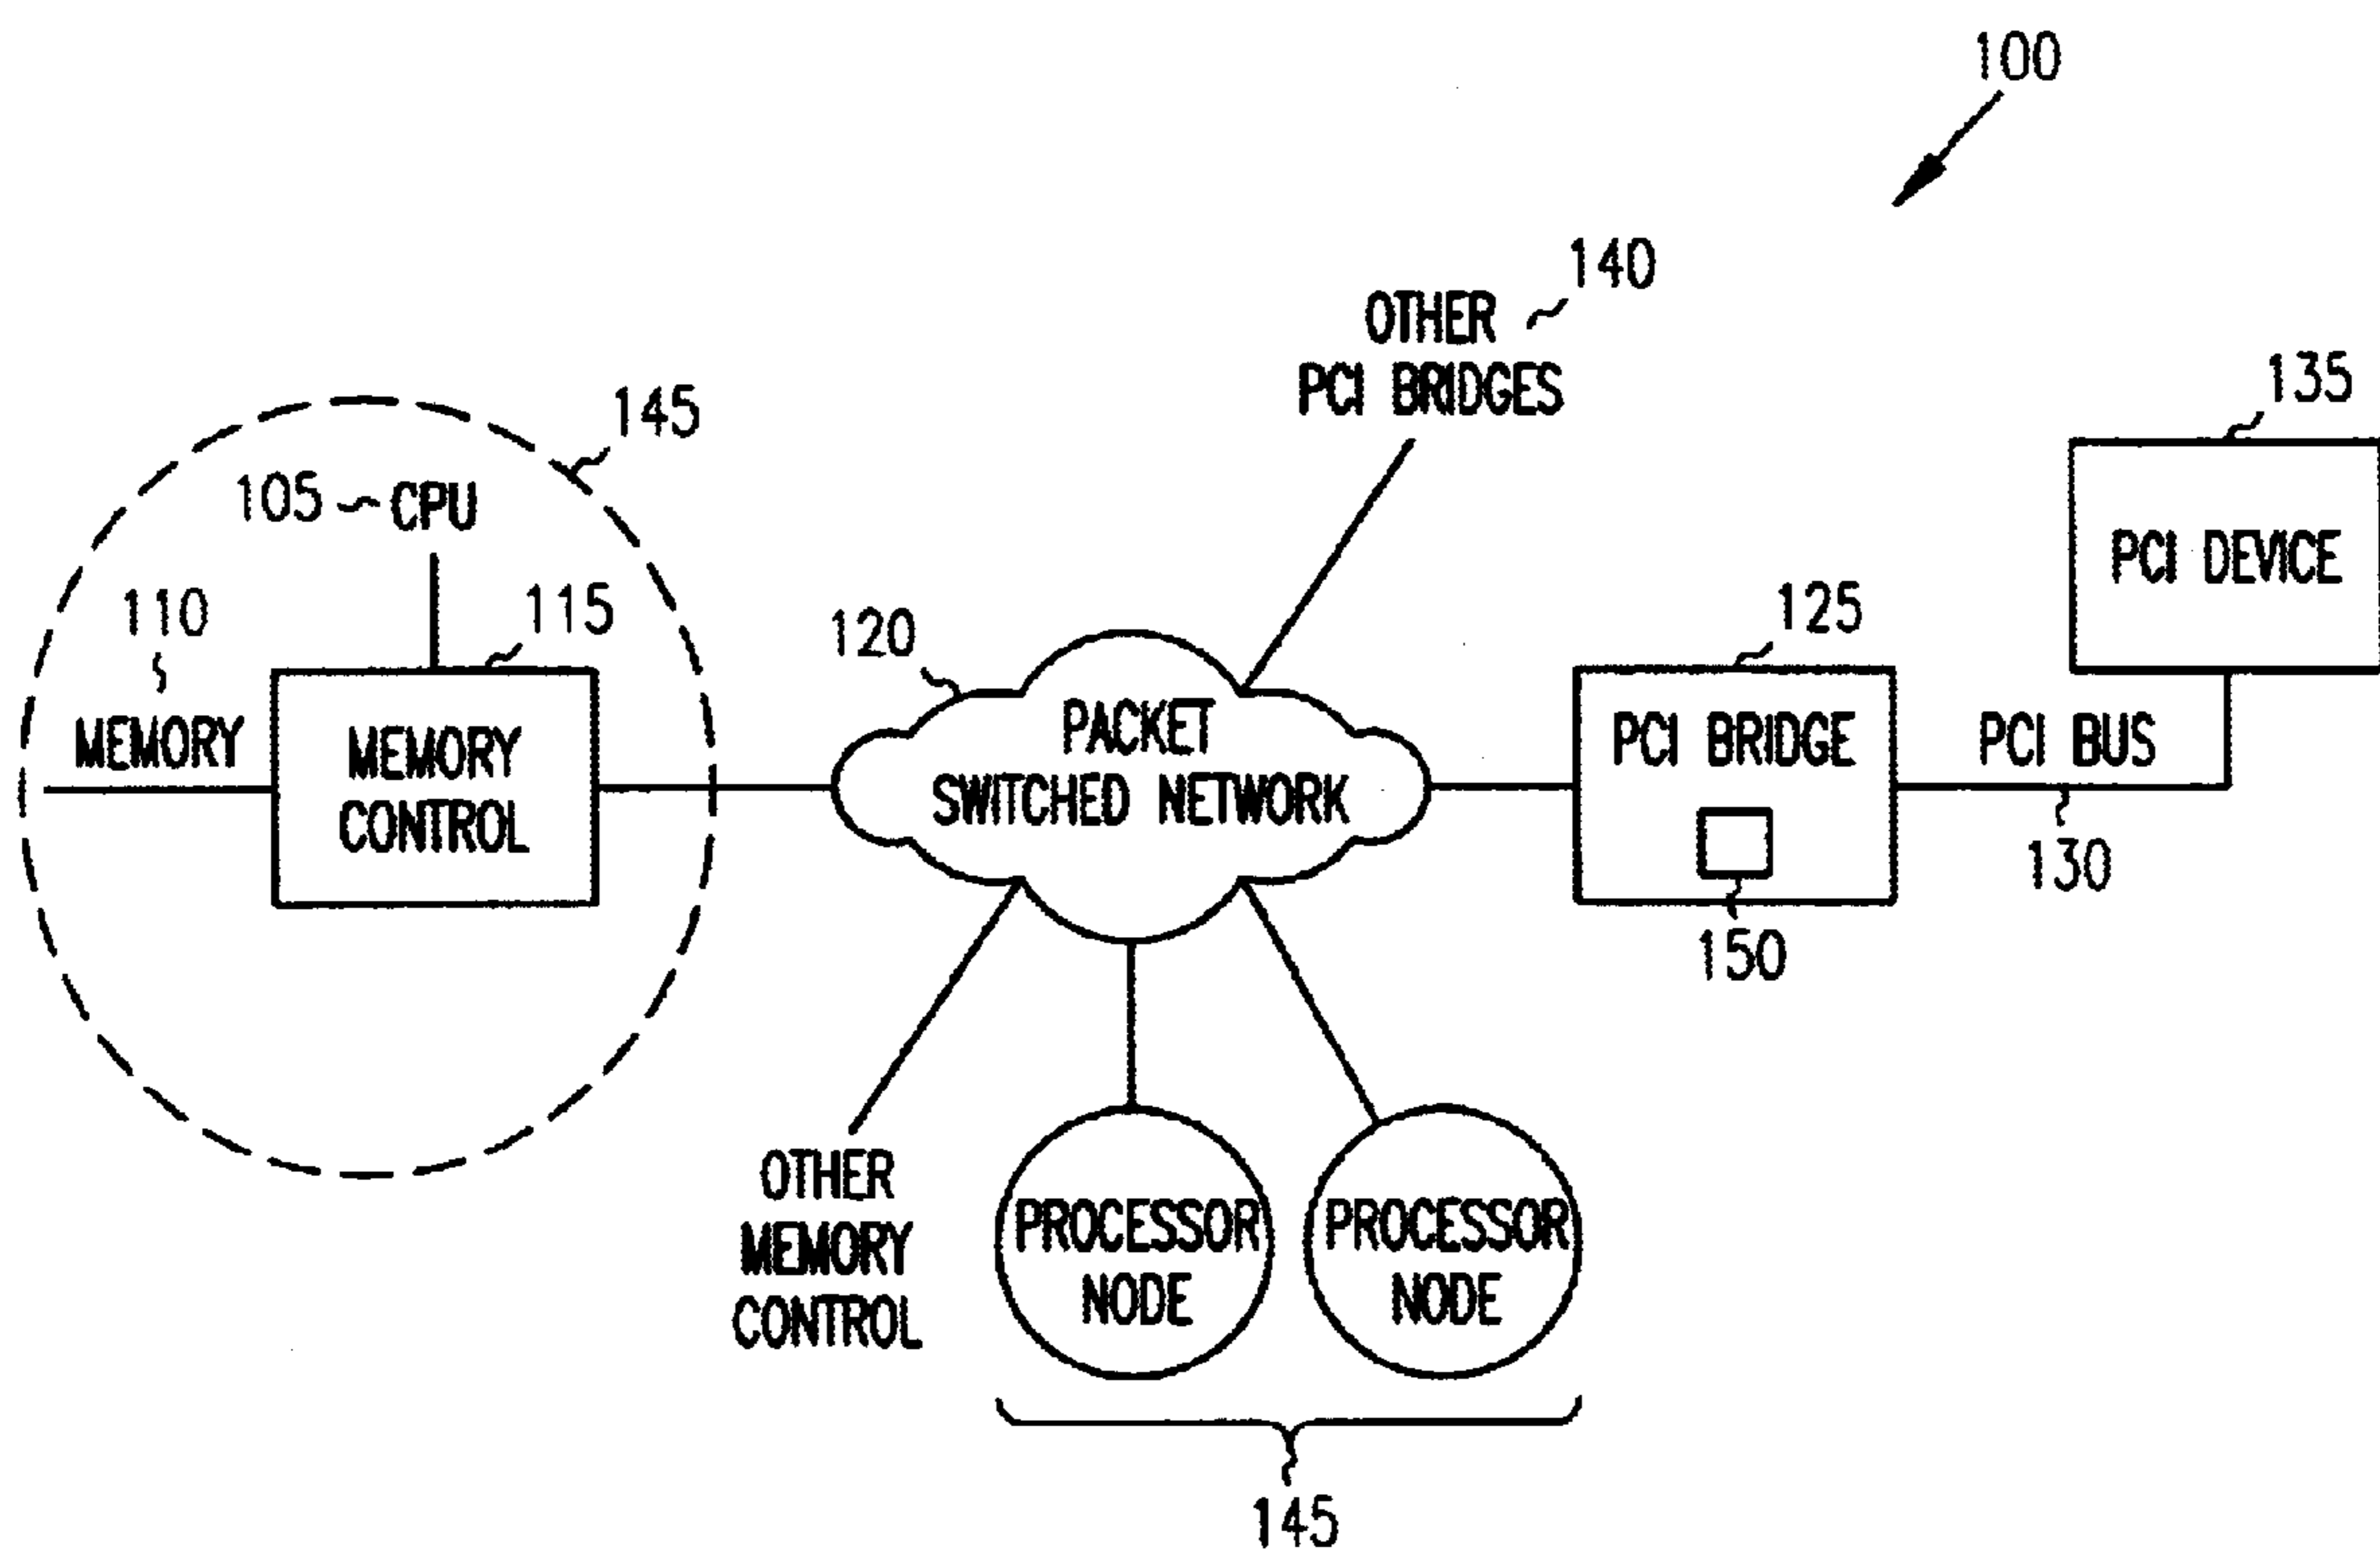 100
140
OTHER
PCI BRIDGES
135
145
105
CPU
PCI DEVICE
110
115
120
125
MEMORY
MEMORY
CONTROL
PACKET
SWITCHED NETWORK
PCI BRIDGE
PCI BUS
130
150
OTHER
MEMORY
CONTROL
PROCESSOR
NODE
PROCESSOR
NODE
145